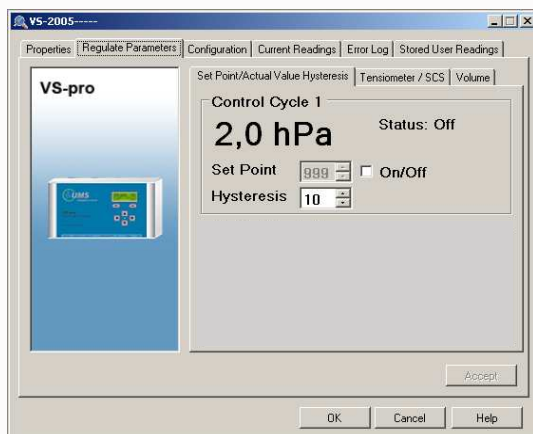 VS-2005-----
Properties Regulate Parameters Configuration Current Readings Error Log Stored User Readings
VS-pro
UMS
Set Point/Actual Value Hysteresis Tensiometer / SCS Volume
Control Cycle 1
2,0 hPa Status: Off
Set Point 999 On/Off
Hysteresis 10
Accept
OK Cancel Help